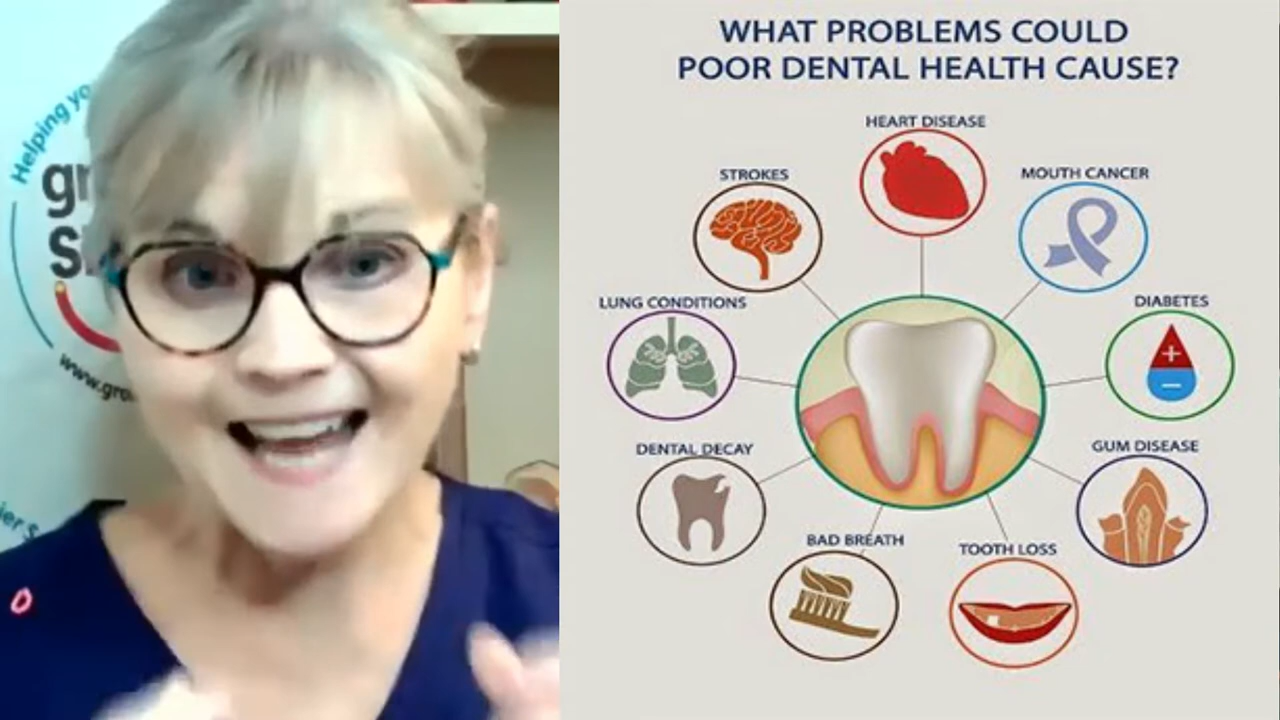 Helping yo
gr
www.gro
WHAT PROBLEMS COULD
POOR DENTAL HEALTH CAUSE?
HEART DISEASE
STROKES
MOUTH CANCER
LUNG CONDITIONS
DIABETES
DENTAL DECAY
GUM DISEASE
BAD BREATH
TOOTH LOSS